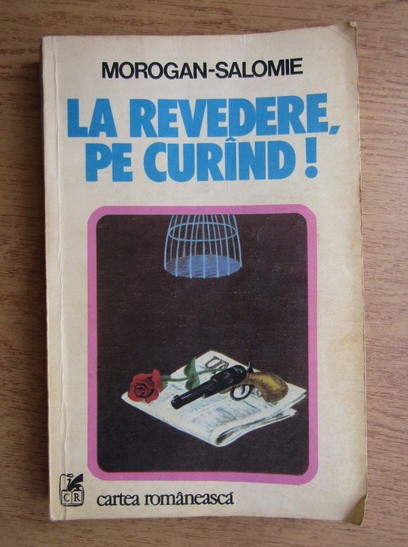 MOROGAN-SALOMIE
LA REVEDERE,
PE CURÎND!
CR
cartea românească